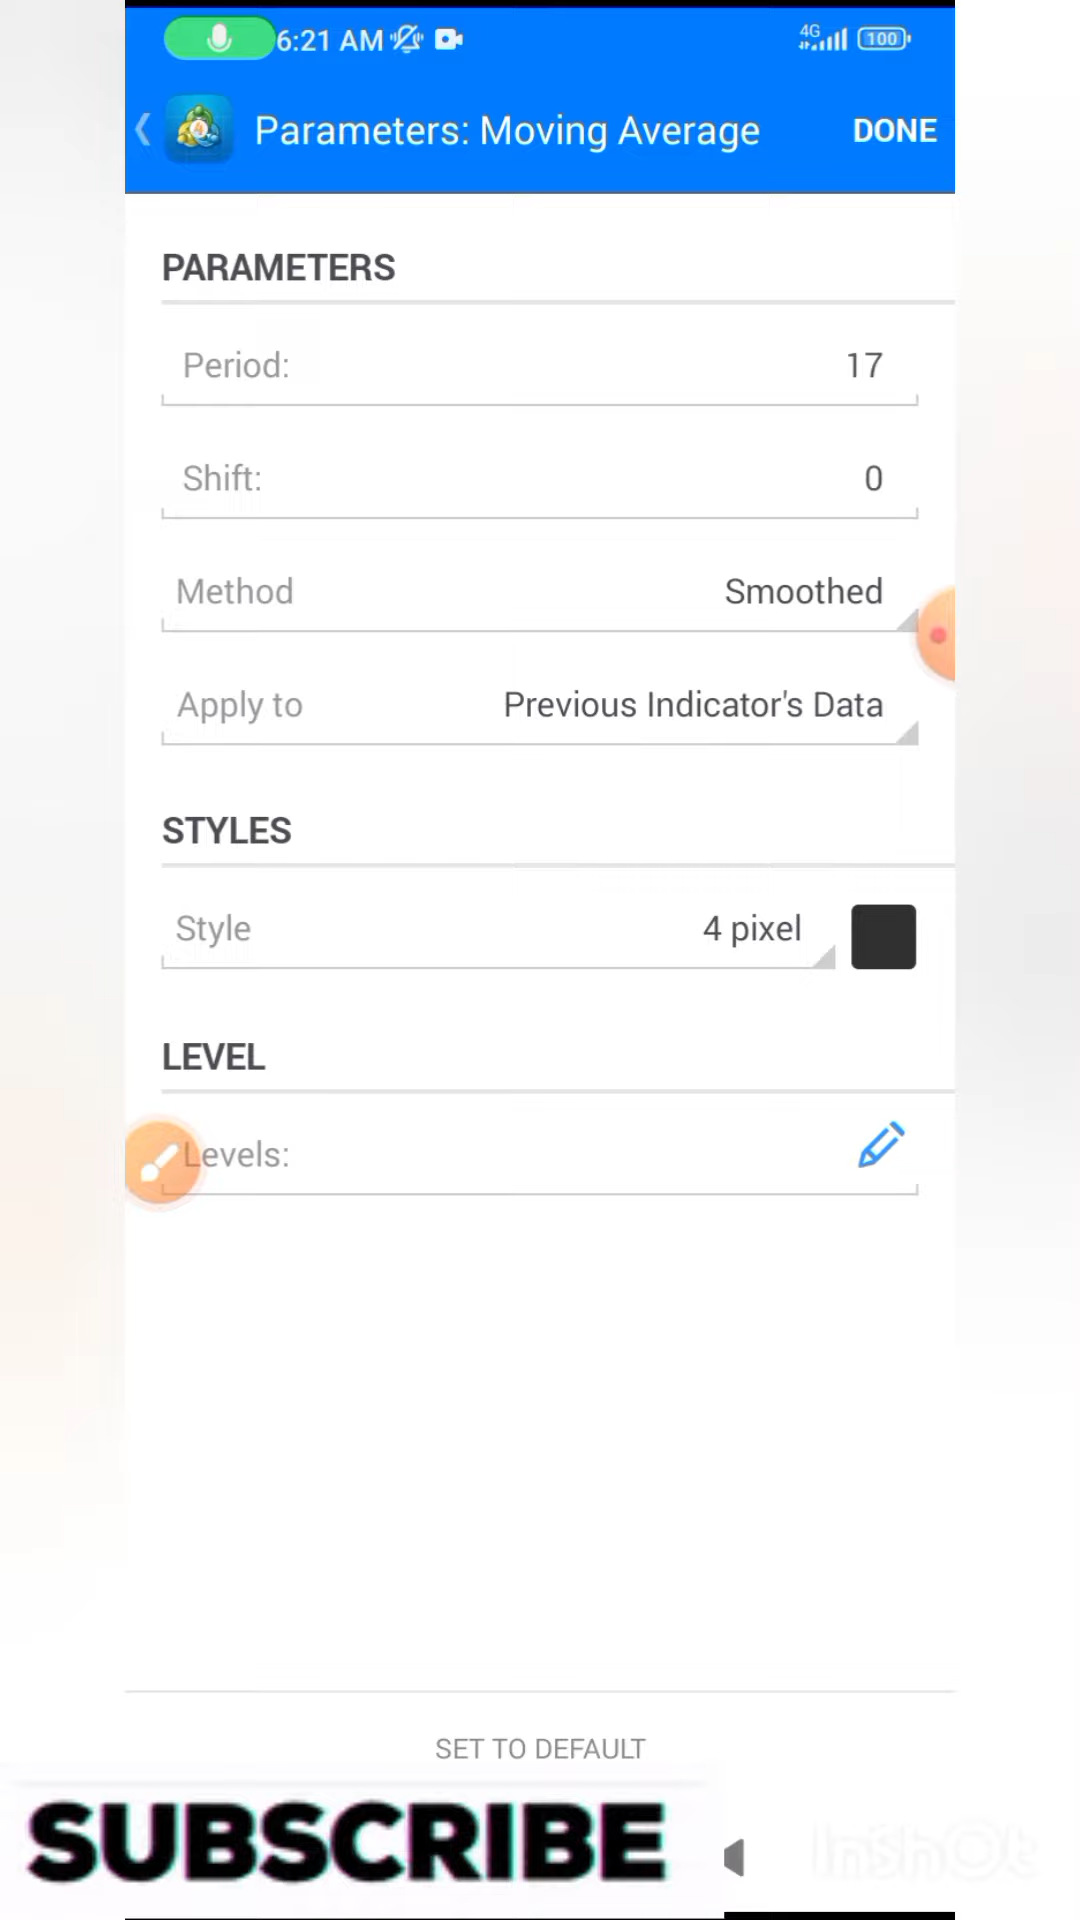 6:21 AM 4G 100
Parameters: Moving Average DONE
PARAMETERS
Period: 17
Shift: 0
Method Smoothed
Apply to Previous Indicator's Data
STYLES
Style 4 pixel
LEVEL
Levels:
SET TO DEFAULT
SUBSCRIBE
InShot